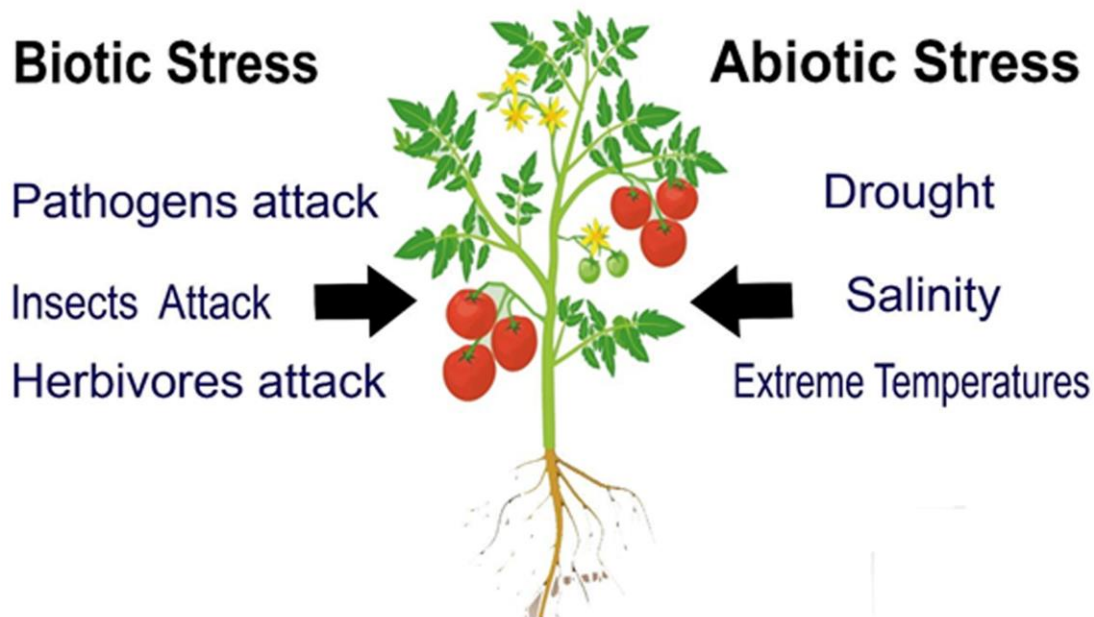 Biotic Stress
Pathogens attack
Insects Attack
Herbivores attack
Abiotic Stress
Drought
Salinity
Extreme Temperatures